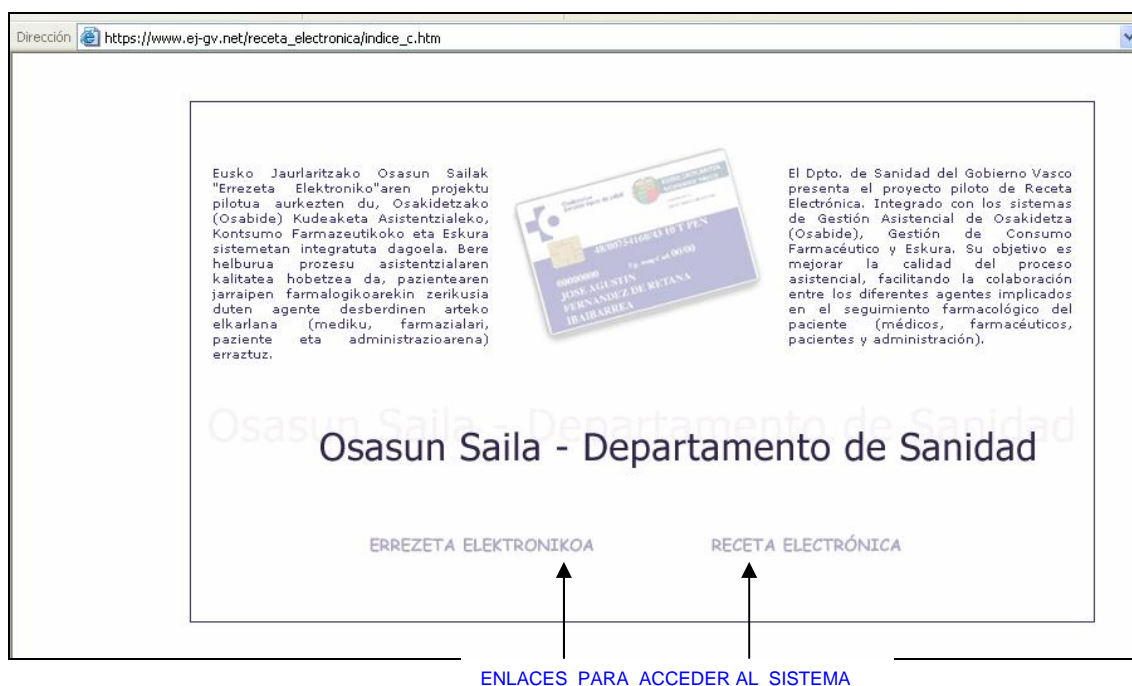 Dirección https://www.ej-gv.net/receta_electronica/indice_c.htm
Eusko Jaurlaritzako Osasun Sailak
"Errezeta Elektroniko"aren projektu
pilotua aurkezten du, Osakidetzako
(Osabide) Kudeaketa Asistentzialeko,
Kontsumo Farmazeutikoko eta Eskura
sistemetan integratuta dagoela. Bere
helburua prozesu asistentzialaren
kalitatea hobetzea da, pazientearen
jarraipen farmalogikoarekin zerikusia
duten agente desberdinen arteko
elkarlana (mediku, farmazialari,
paziente eta administrazioarena)
erraztuz.
00000000
JOSE AGUSTIN
FERNANDEZ DE RETANA
IBAIBARREA
El Dpto. de Sanidad del Gobierno Vasco
presenta el proyecto piloto de Receta
Electrónica. Integrado con los sistemas
de Gestión Asistencial de Osakidetza
(Osabide), Gestión de Consumo
Farmacéutico y Eskura. Su objetivo es
mejorar la calidad del proceso
asistencial, facilitando la colaboración
entre los diferentes agentes implicados
en el seguimiento farmacológico del
paciente (médicos, farmacéuticos,
pacientes y administración).
Osasun Saila - Departamento de Sanidad
Osasun Saila - Departamento de Sanidad
ERREZETA ELEKTRONIKOA
RECETA ELECTRÓNICA
ENLACES PARA ACCEDER AL SISTEMA